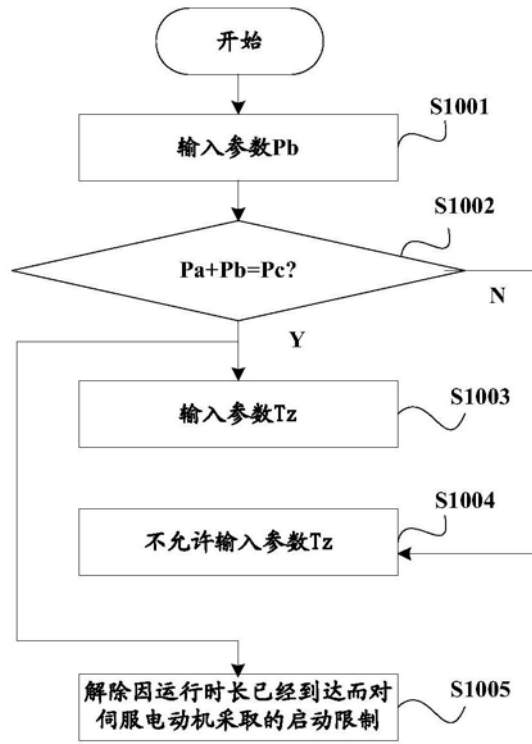 开始
S1001
输入参数Pb
S1002
Pa+Pb=Pc?
N
Y
输入参数Tz
S1003
S1004
不允许输入参数Tz
解除因运行时长已经到达而对
伺服电动机采取的启动限制
S1005